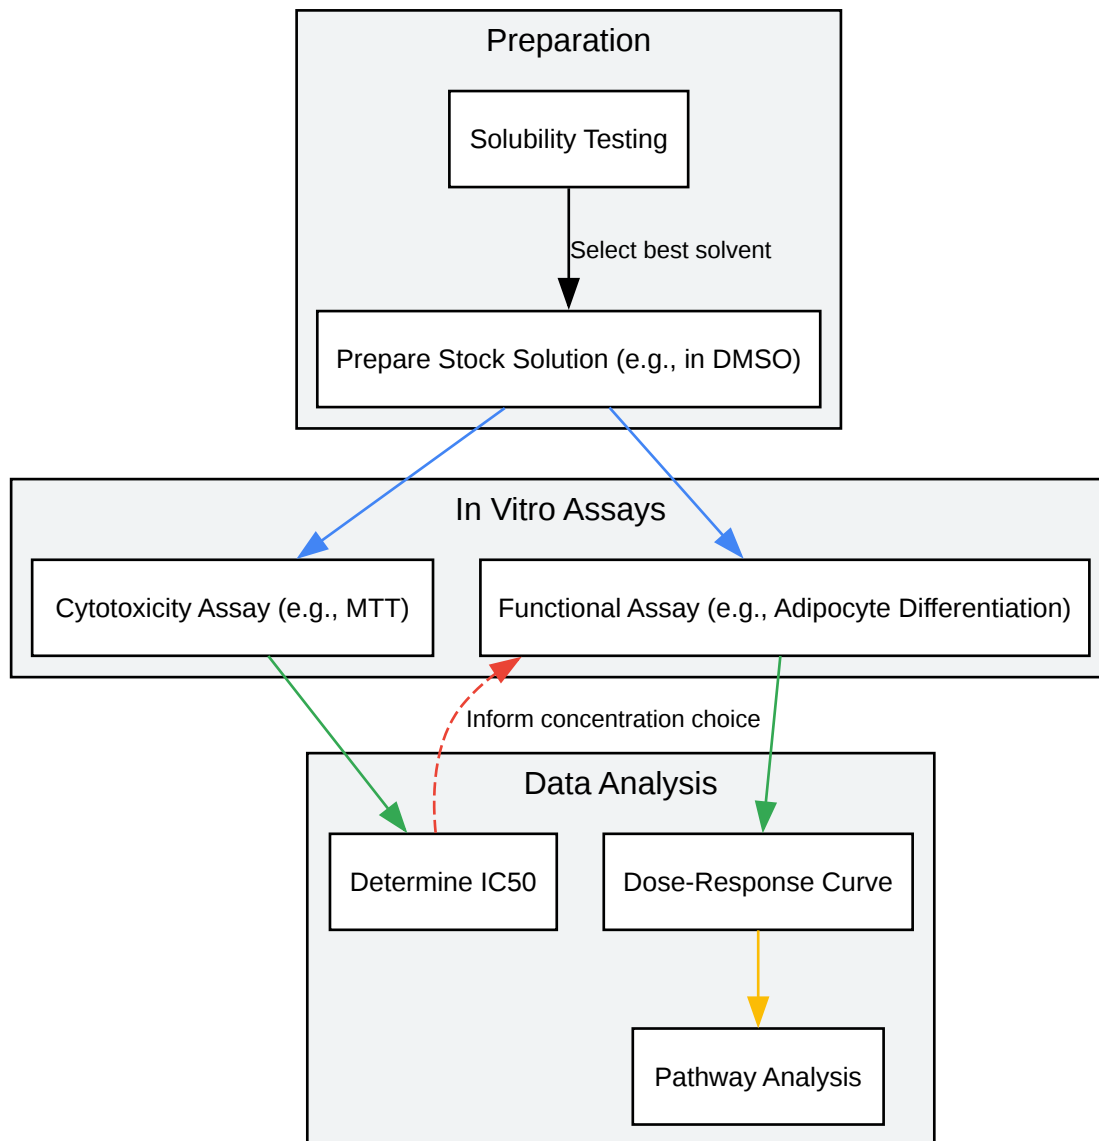 Preparation
Solubility Testing
Select best solvent
Prepare Stock Solution (e.g., in DMSO)
In Vitro Assays
Cytotoxicity Assay (e.g., MTT)
Functional Assay (e.g., Adipocyte Differentiation)
Inform concentration choice
Data Analysis
Determine IC50
Dose-Response Curve
Pathway Analysis